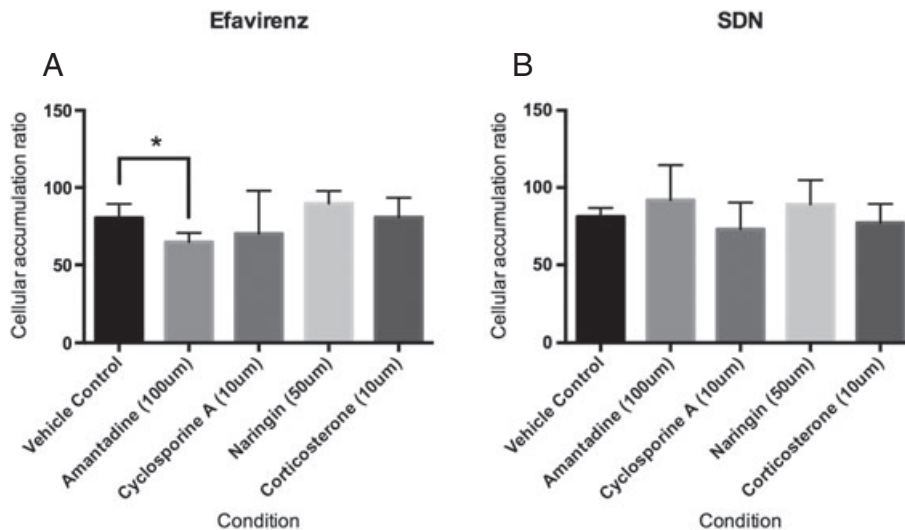 Efavirenz
A
Cellular accumulation ratio
150
100
50
0
*
Vehicle Control
Amantadine (100um)
Cyclosporine A (10um)
Naringin (50um)
Corticosterone (10um)
Condition
SDN
B
Cellular accumulation ratio
150
100
50
0
Vehicle Control
Amantadine (100um)
Cyclosporine A (10um)
Naringin (50um)
Corticosterone (10um)
Condition